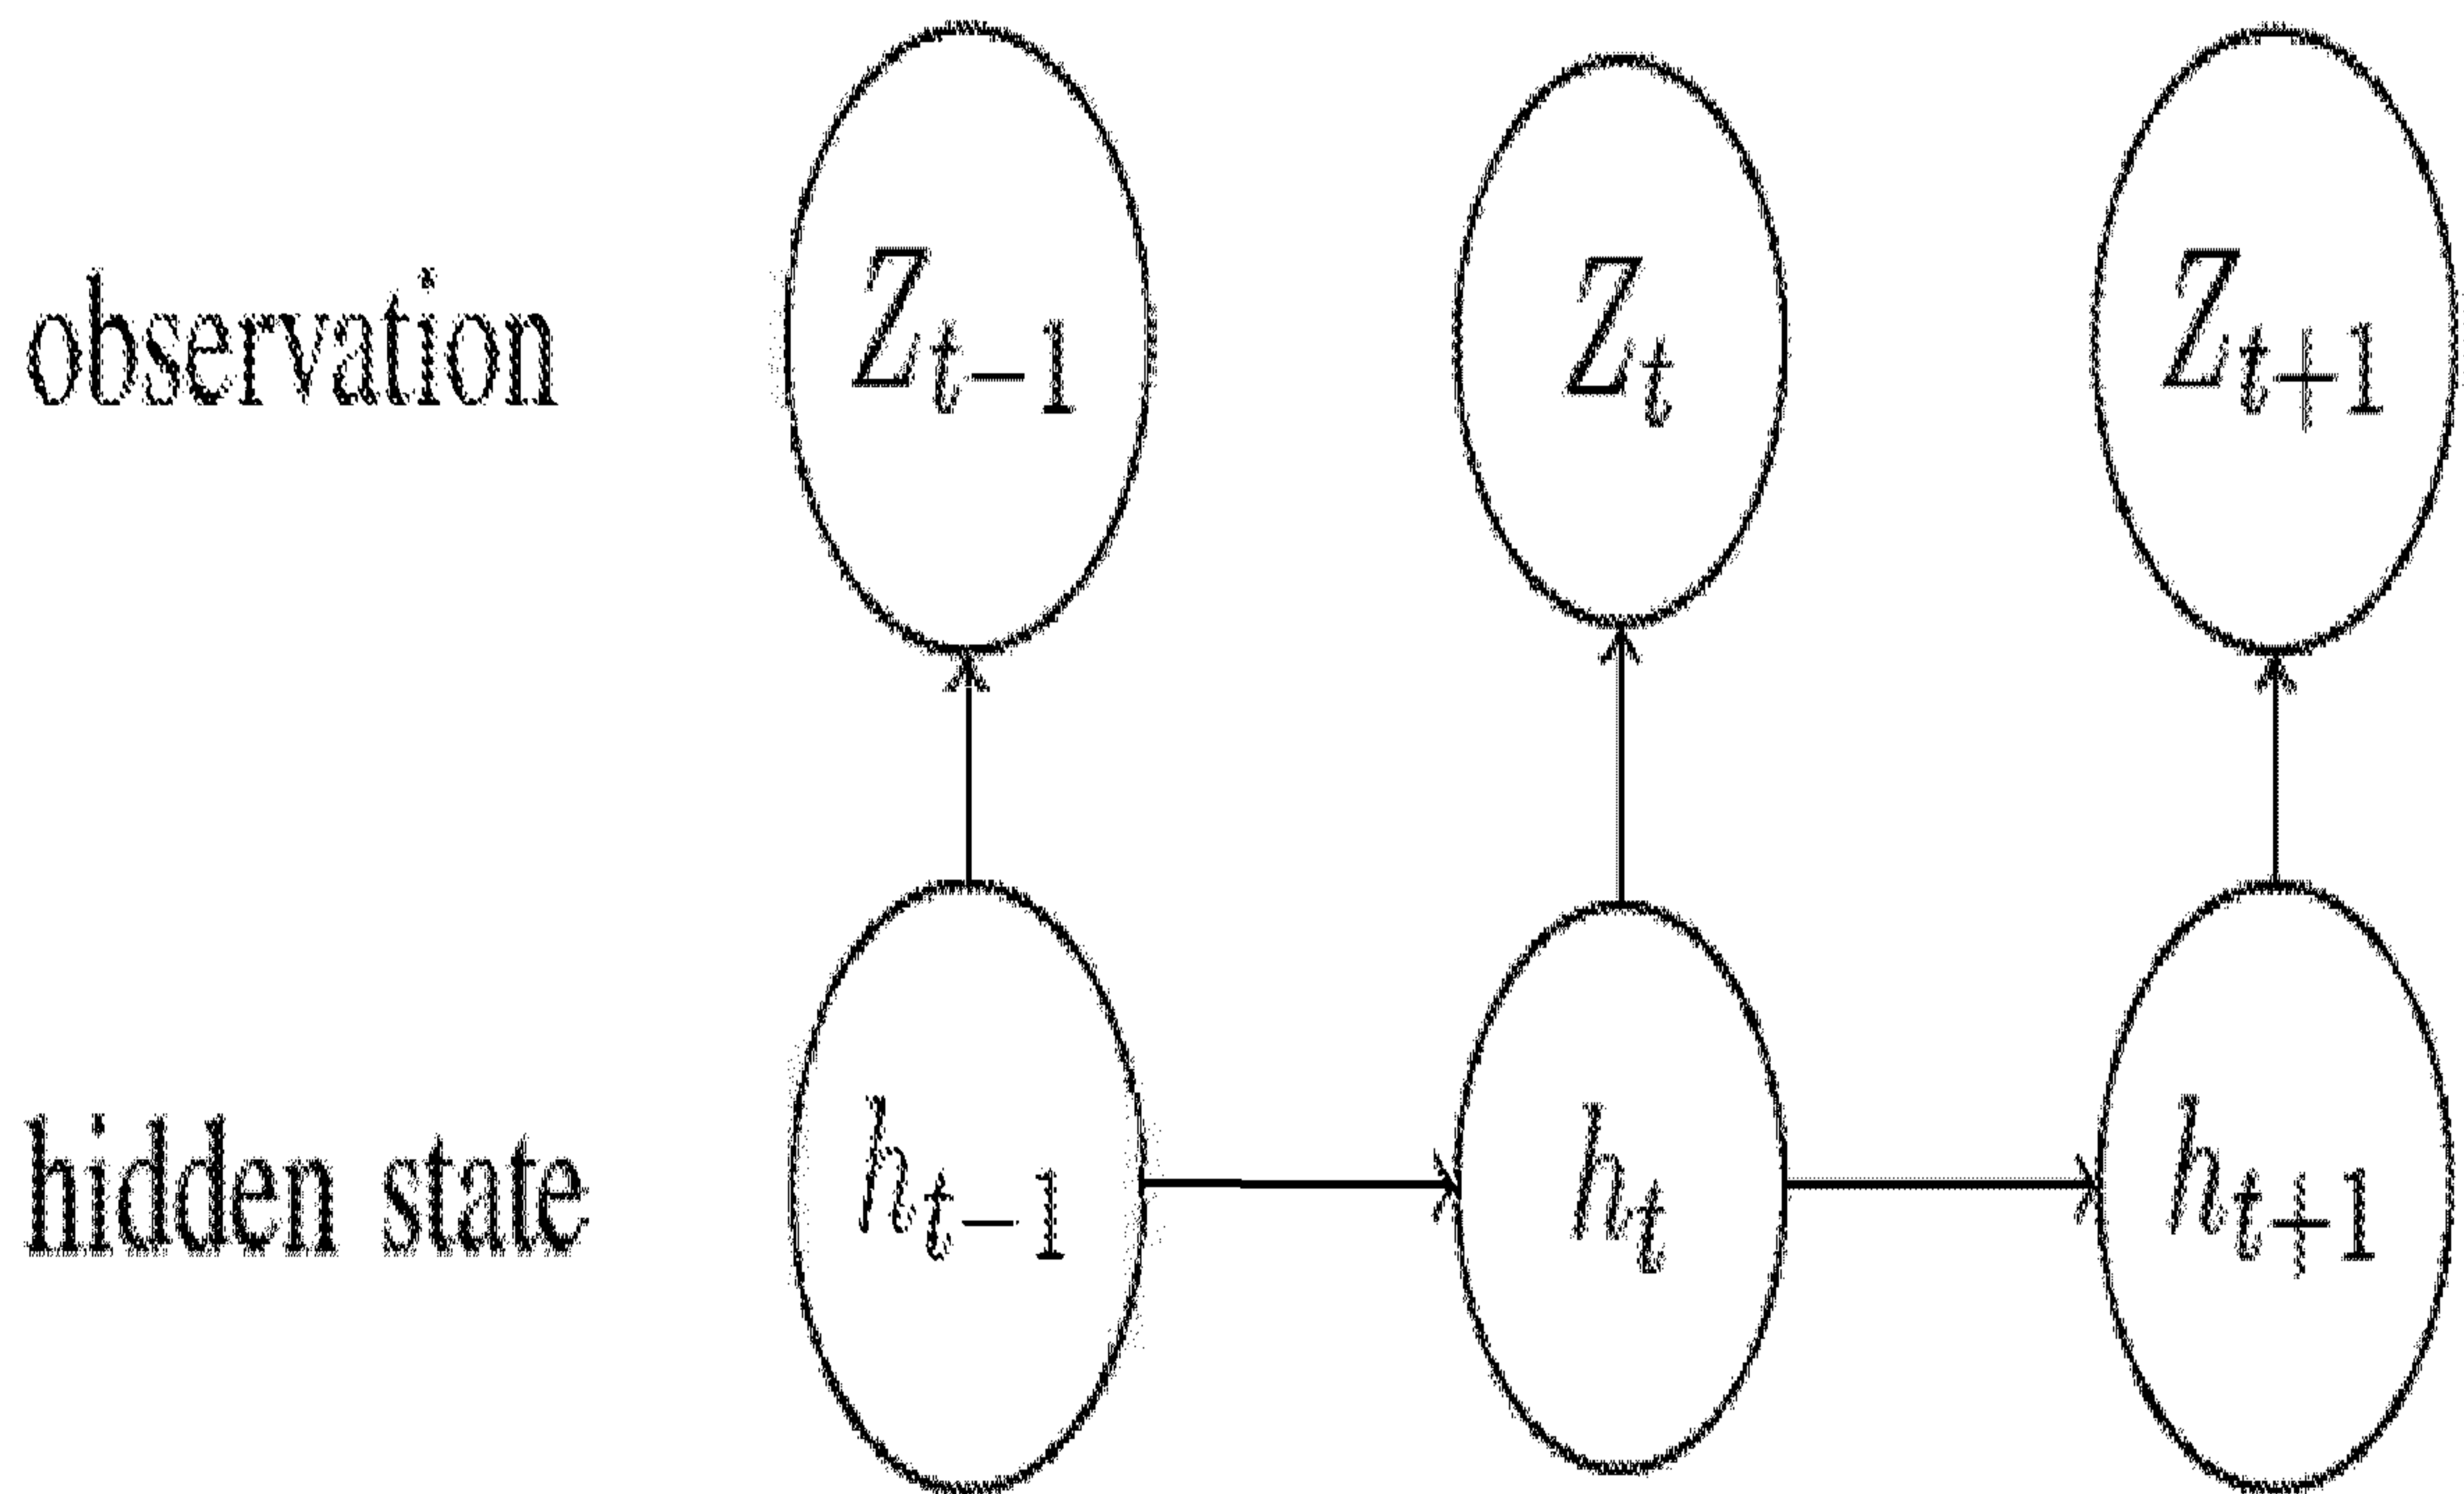 observation Z_{t-1} Z_t Z_{t+1}
hidden state h_{t-1} h_t h_{t+1}